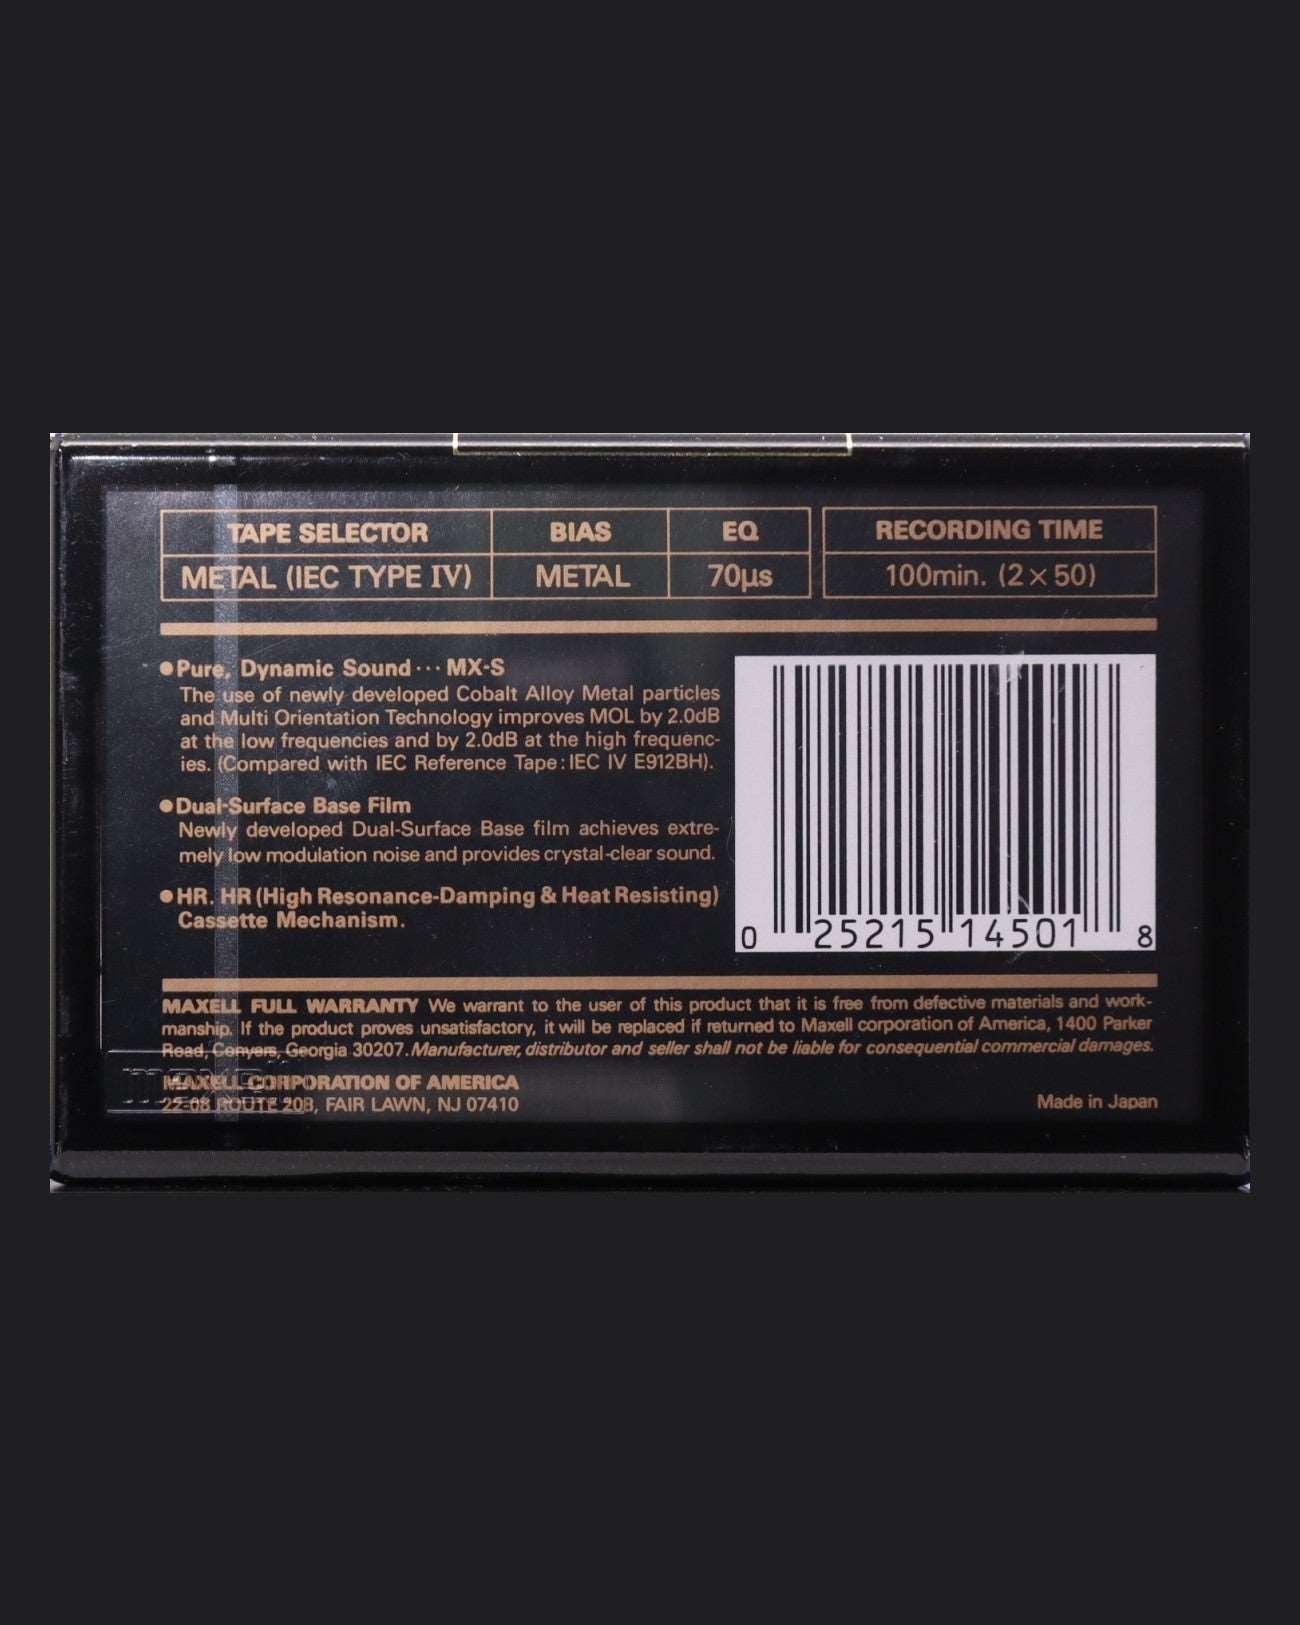 TAPE SELECTOR BIAS EQ RECORDING TIME
METAL (IEC TYPE IV) METAL 70µs 100min. (2×50)
●Pure, Dynamic Sound··· MX-S
The use of newly developed Cobalt Alloy Metal particles
and Multi Orientation Technology improves MOL by 2.0dB
at the low frequencies and by 2.0dB at the high frequenc-
ies. (Compared with IEC Reference Tape: IEC IV E912BH).
●Dual-Surface Base Film
Newly developed Dual-Surface Base film achieves extre-
mely low modulation noise and provides crystal-clear sound.
●HR. HR (High Resonance-Damping & Heat Resisting)
Cassette Mechanism.
0 25215 14501 8
MAXELL FULL WARRANTY We warrant to the user of this product that it is free from defective materials and work-
manship. If the product proves unsatisfactory, it will be replaced if returned to Maxell corporation of America, 1400 Parker
Road, Conyers, Georgia 30207. Manufacturer, distributor and seller shall not be liable for consequential commercial damages.
maxell
MAXELL CORPORATION OF AMERICA
22-08 ROUTE 208, FAIR LAWN, NJ 07410
Made in Japan